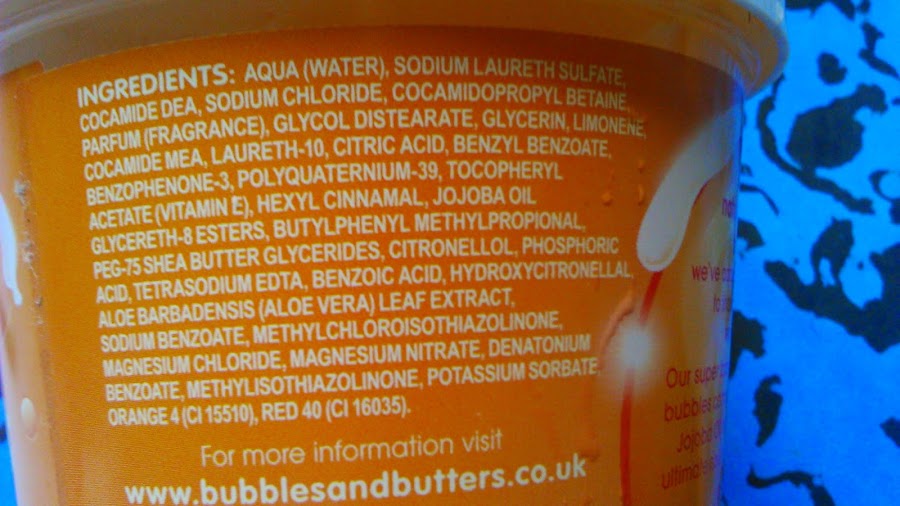 INGREDIENTS: AQUA (WATER), SODIUM LAURETH SULFATE,
COCAMIDE DEA, SODIUM CHLORIDE, COCAMIDOPROPYL BETAINE,
PARFUM (FRAGRANCE), GLYCOL DISTEARATE, GLYCERIN, LIMONENE,
COCAMIDE MEA, LAURETH-10, CITRIC ACID, BENZYL BENZOATE,
BENZOPHENONE-3, POLYQUATERNIUM-39, TOCOPHERYL
ACETATE (VITAMIN E), HEXYL CINNAMAL, JOJOBA OIL
GLYCERETH-8 ESTERS, BUTYLPHENYL METHYLPROPIONAL,
PEG-75 SHEA BUTTER GLYCERIDES, CITRONELLOL, PHOSPHORIC
ACID, TETRASODIUM EDTA, BENZOIC ACID, HYDROXYCITRONELLAL,
ALOE BARBADENSIS (ALOE VERA) LEAF EXTRACT,
SODIUM BENZOATE, METHYLCHLOROISOTHIAZOLINONE,
MAGNESIUM CHLORIDE, MAGNESIUM NITRATE, DENATONIUM
BENZOATE, METHYLISOTHIAZOLINONE, POTASSIUM SORBATE,
ORANGE 4 (CI 15510), RED 40 (CI 16035).
For more information visit
www.bubblesandbutters.co.uk
we've
Our super
bubbles
Jojoba